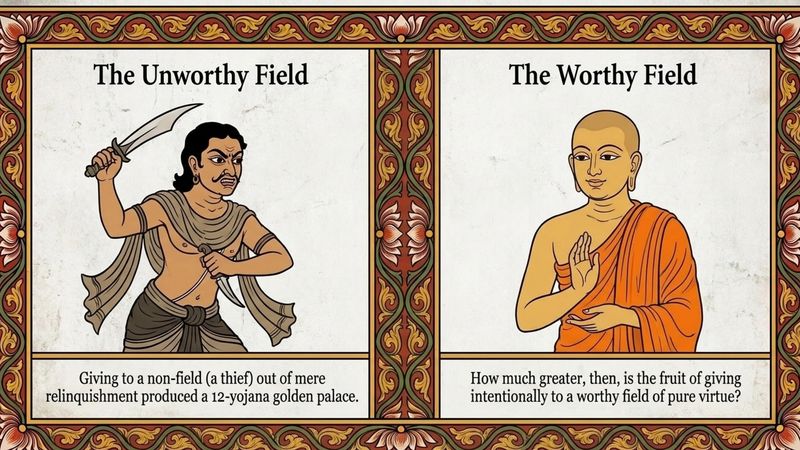 The Unworthy Field
Giving to a non-field (a thief) out of mere
relinquishment produced a 12-yojana golden palace.
The Worthy Field
How much greater, then, is the fruit of giving
intentionally to a worthy field of pure virtue?